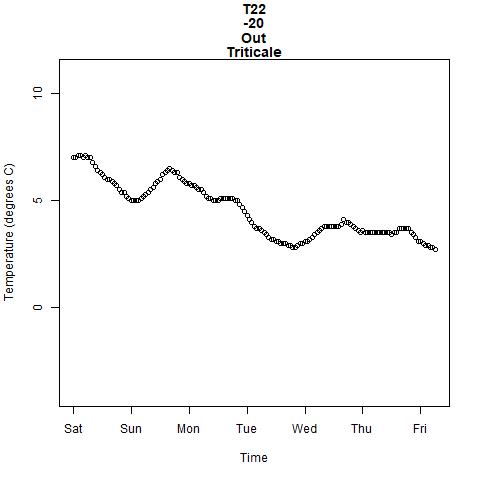 T22
-20
Out
Triticale
10
5
0
Temperature (degrees C)
Sat Sun Mon Tue Wed Thu Fri
Time